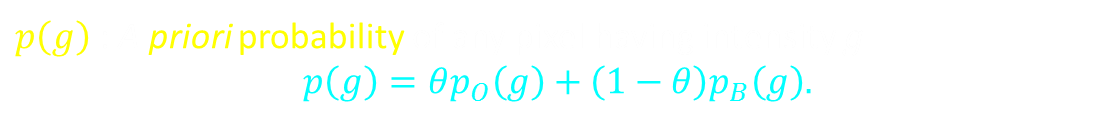 p(g) priori probability
p(g) = θp_O(g) + (1 − θ)p_B(g).